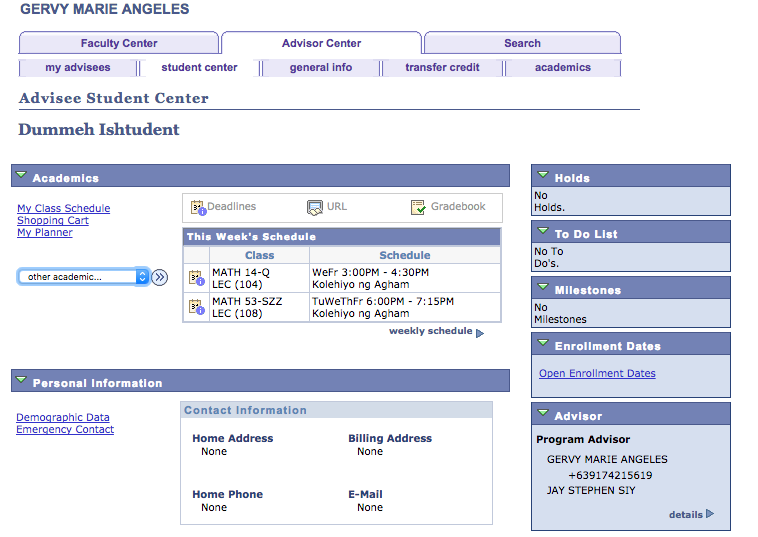 GERVY MARIE ANGELES
Faculty Center
Advisor Center
Search
my advisees
student center
general info
transfer credit
academics
Advisee Student Center
Dummeh Ishtudent
Academics
My Class Schedule
Shopping Cart
My Planner
other academic...
Deadlines
URL
Gradebook
This Week's Schedule
Class
Schedule
MATH 14-Q
LEC (104)
WeFr 3:00PM - 4:30PM
Kolehiyo ng Agham
MATH 53-SZZ
LEC (108)
TuWeThFr 6:00PM - 7:15PM
Kolehiyo ng Agham
weekly schedule
Personal Information
Demographic Data
Emergency Contact
Contact Information
Home Address
None
Billing Address
None
Home Phone
None
E-Mail
None
Holds
No
Holds.
To Do List
No To
Do's.
Milestones
No
Milestones
Enrollment Dates
Open Enrollment Dates
Advisor
Program Advisor
GERVY MARIE ANGELES
+639174215619
JAY STEPHEN SIY
details